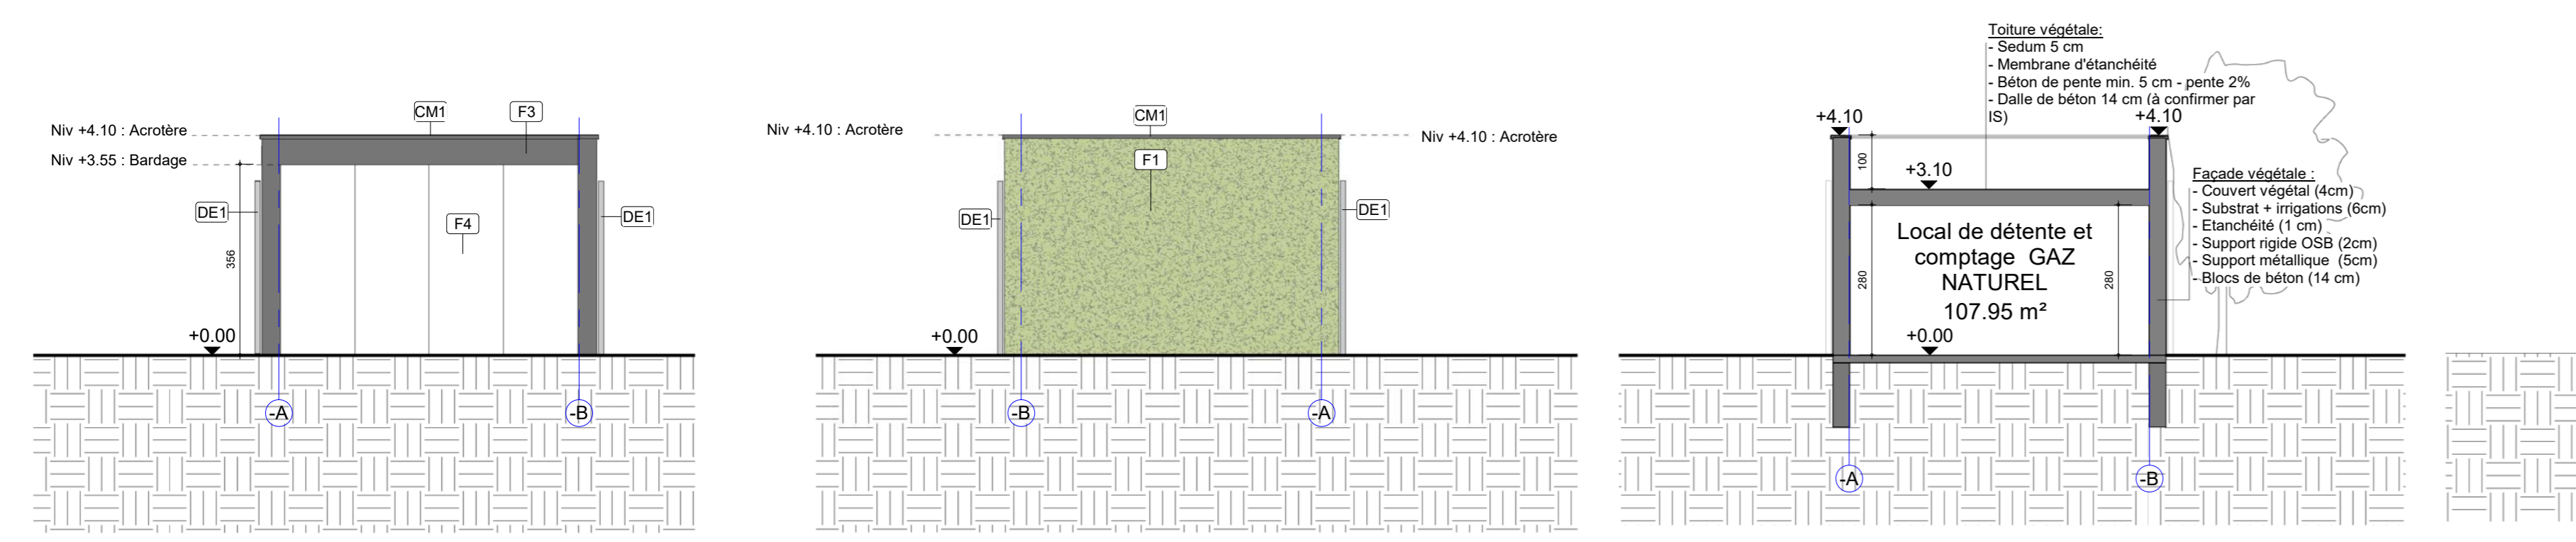 CM1
F3
Niv +4.10 : Acrotère
Niv +3.55 : Bardage
DE1
F4
DE1
356
+0.00
-A
-B
CM1
Niv +4.10 : Acrotère
Niv +4.10 : Acrotère
F1
DE1
DE1
+0.00
-B
-A
Toiture végétale:
- Sedum 5 cm
- Membrane d'étanchéité
- Béton de pente min. 5 cm - pente 2%
- Dalle de béton 14 cm (à confirmer par
IS)
+4.10
+4.10
100
+3.10
Façade végétale :
- Couvert végétal (4cm)
- Substrat + irrigations (6cm)
- Etanchéité (1 cm)
- Support rigide OSB (2cm)
- Support métallique (5cm)
- Blocs de béton (14 cm)
Local de détente et
comptage GAZ
NATUREL
107.95 m²
280
280
+0.00
-A
-B